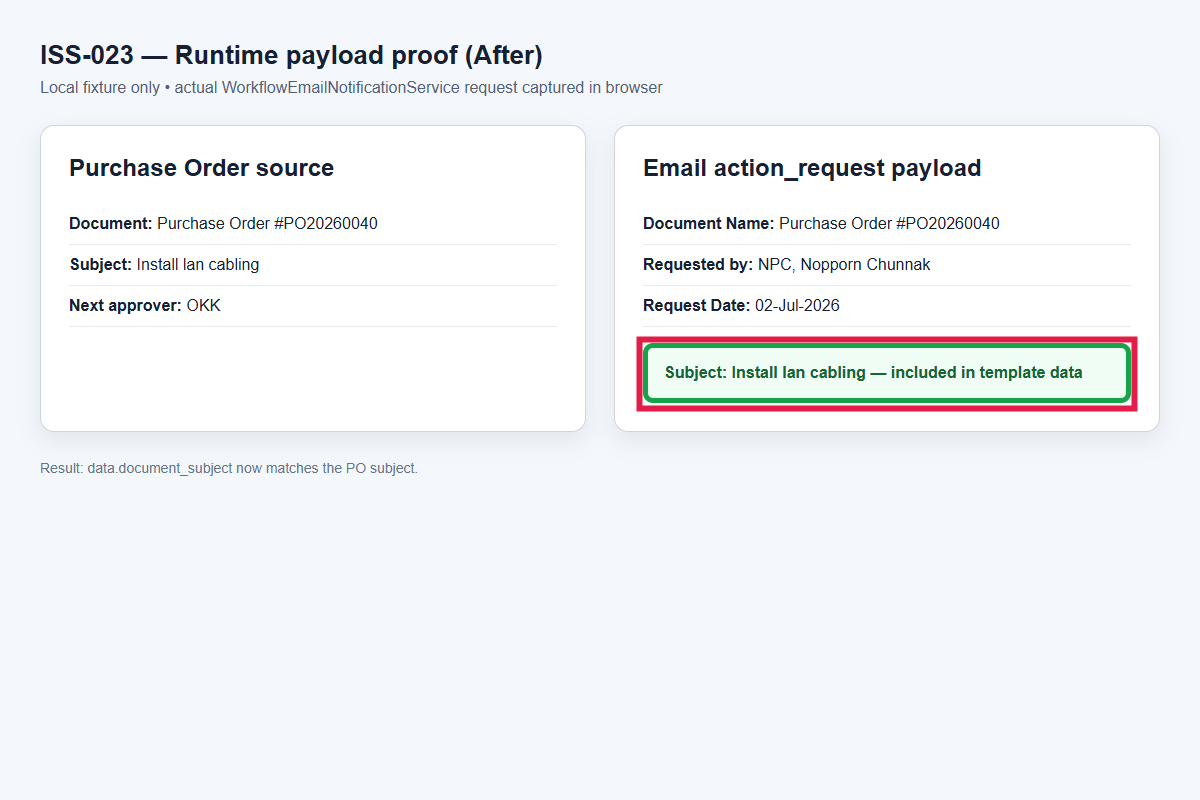 ISS-023 — Runtime payload proof (After)
Local fixture only • actual WorkflowEmailNotificationService request captured in browser
Purchase Order source
Document: Purchase Order #PO20260040
Subject: Install lan cabling
Next approver: OKK
Email action_request payload
Document Name: Purchase Order #PO20260040
Requested by: NPC, Nopporn Chunnak
Request Date: 02-Jul-2026
Subject: Install lan cabling — included in template data
Result: data.document_subject now matches the PO subject.